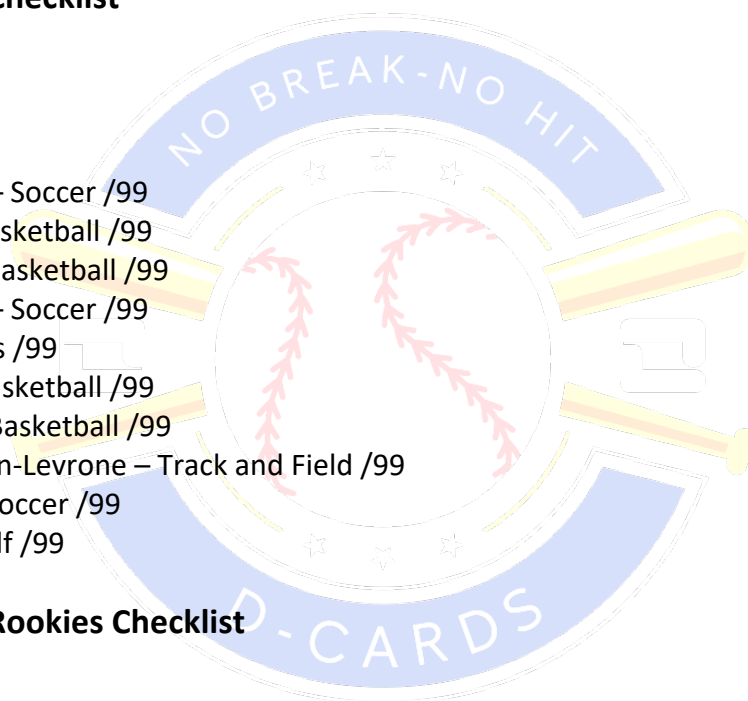 Checklist
NO BREAK-NO HIT
- Soccer /99
sketball /99
asketball /99
- Soccer /99
s /99
sketball /99
Basketball /99
n-Levrone – Track and Field /99
occer /99
lf /99
Rookies Checklist
D-CARDS